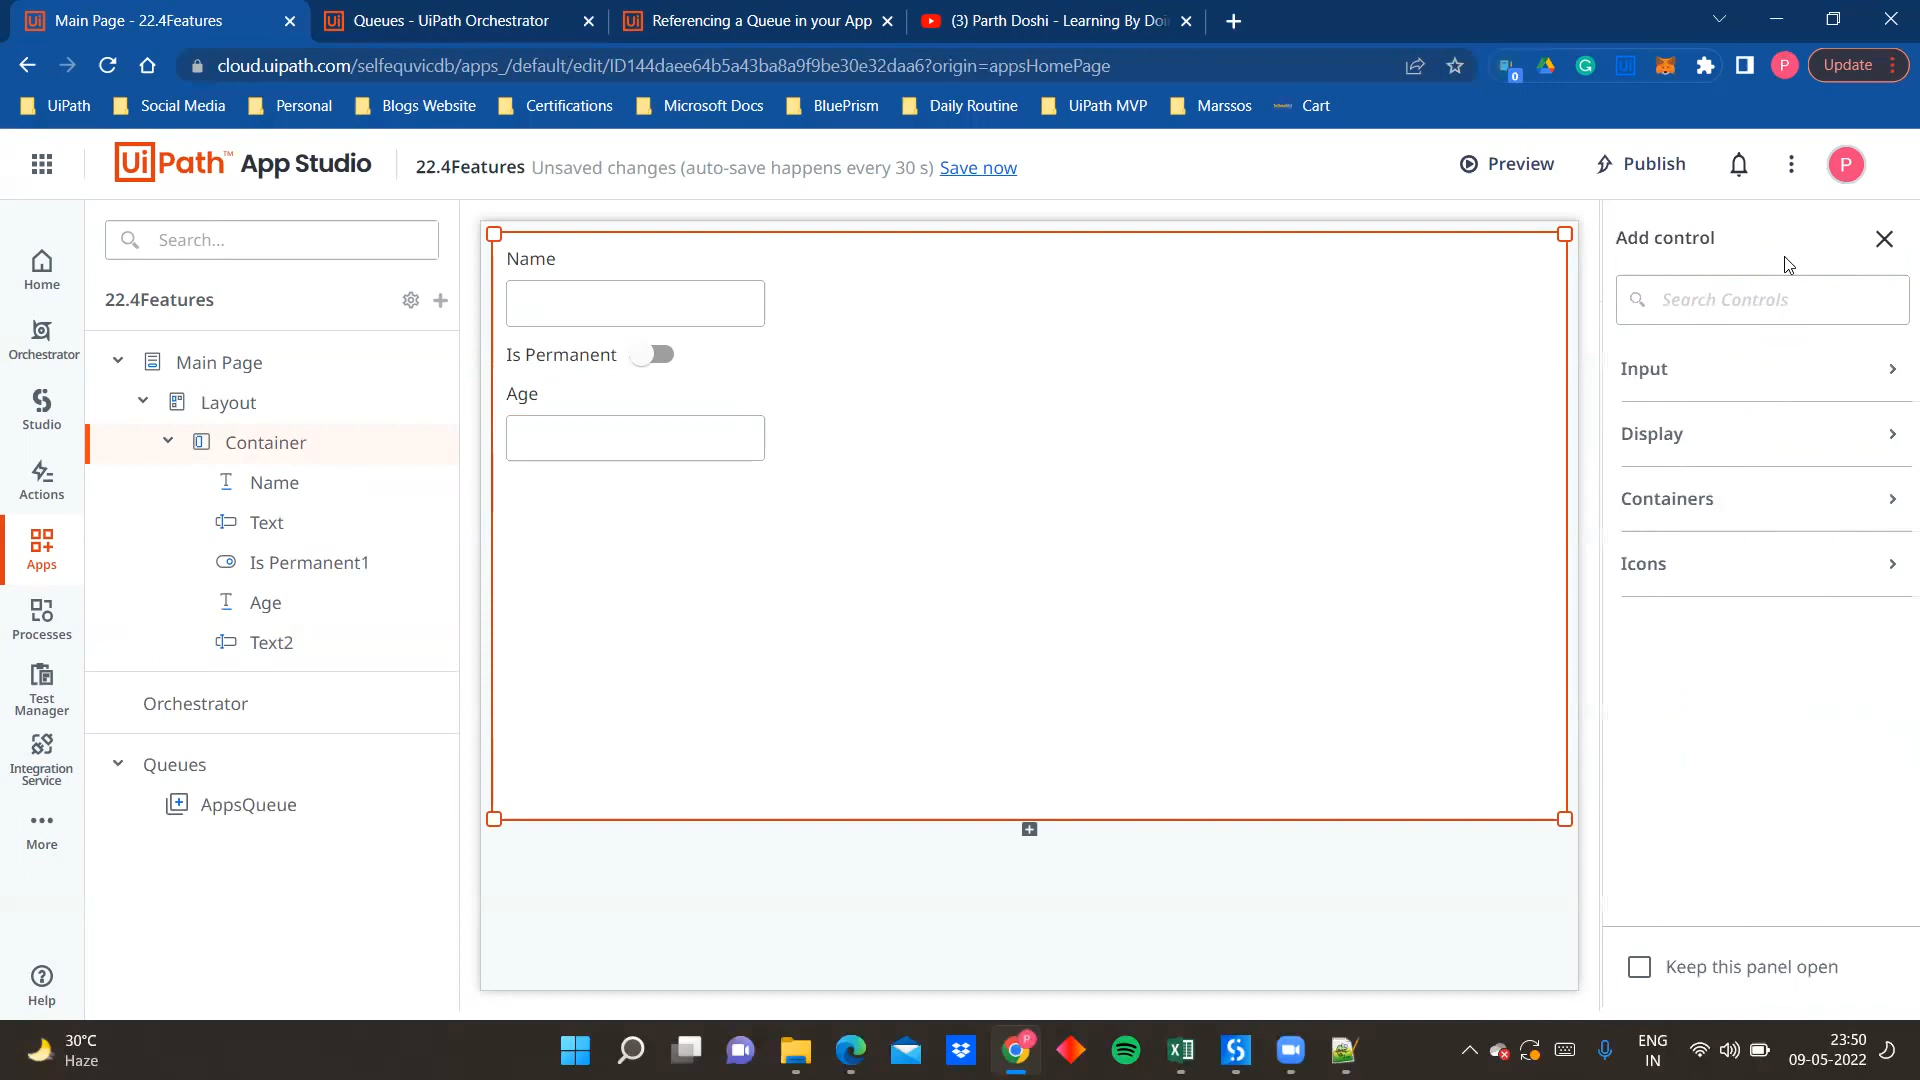 Main Page - 22.4Features
Queues - UiPath Orchestrator
Referencing a Queue in your App
(3) Parth Doshi - Learning By Doi
cloud.uipath.com/selfequvicdb/apps_/default/edit/ID144daee64b5a43ba8a9f9be30e32daa6?origin=appsHomePage
0
P
Update
UiPath
Social Media
Personal
Blogs Website
Certifications
Microsoft Docs
BluePrism
Daily Routine
UiPath MVP
Marssos
Cart
UiPath™ App Studio
22.4Features Unsaved changes (auto-save happens every 30 s) Save now
Preview
Publish
P
Home
Orchestrator
Studio
Actions
Apps
Processes
Test
Manager
Integration
Service
More
Help
Search...
22.4Features
Main Page
Layout
Container
Name
Text
Is Permanent1
Age
Text2
Orchestrator
Queues
AppsQueue
Name
Is Permanent
Age
Add control
Search Controls
Input
Display
Containers
Icons
Keep this panel open
30°C
Haze
ENG
IN
23:50
09-05-2022